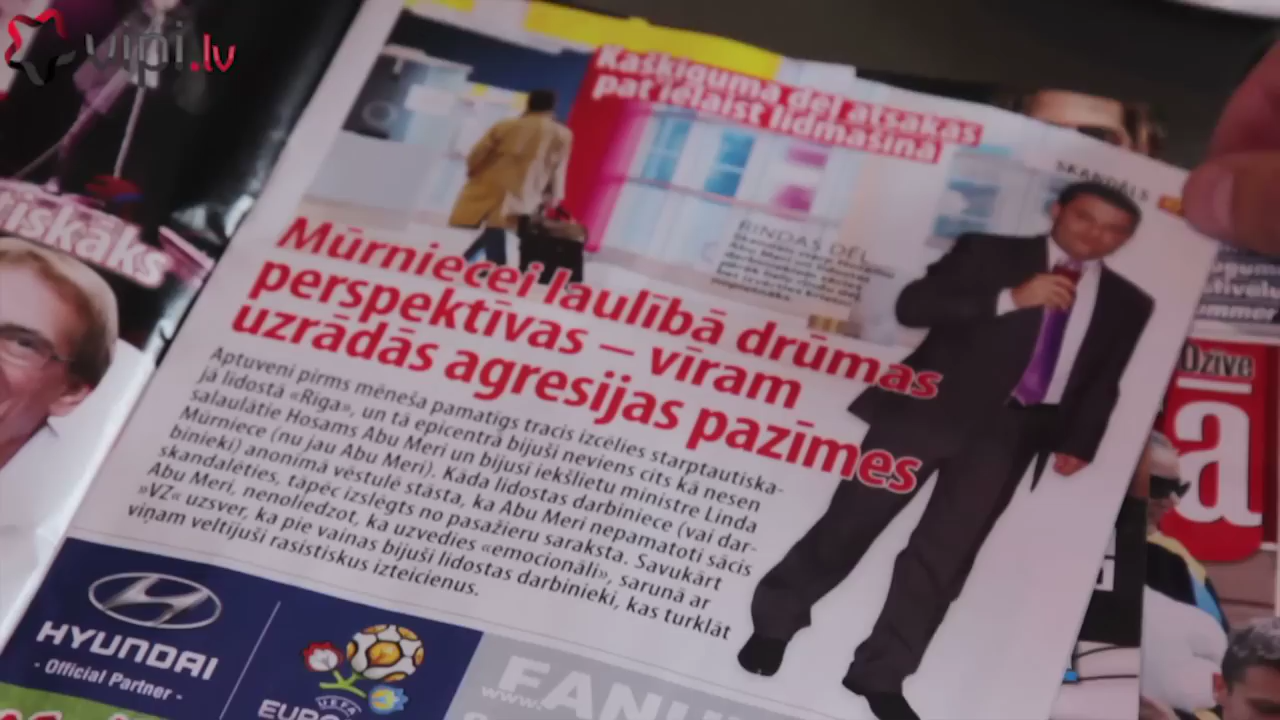 vipi.lv
Kašķīguma dēļ atsakās
pat ielaist lidmašīnā
SKANDĀLS
RINDAS DĒĻ.
tiskāks
Mūrniecei laulībā drūmas
perspektīvas – vīram
uzrādās agresijas pazīmes
Aptuveni pirms mēneša pamatīgs tracis izcēlies starptautiska-
jā lidostā «Rīga», un tā epicentrā bijuši neviens cits kā nesen
salaulātie Hosams Abu Meri un bijusī iekšlietu ministre Linda
Mūrniece (nu jau Abu Meri). Kāda lidostas darbiniece (vai dar-
binieki) anonīmā vēstulē stāsta, ka Abu Meri nepamatoti sācis
skandalēties, tāpēc izslēgts no pasažieru saraksta. Savukārt
Abu Meri, nenoliedzot, ka uzvedies «emocionāli», sarunā ar
»VZ« uzsver, ka pie vainas bijuši lidostas darbinieki, kas turklāt
viņam veltījuši rasistiskus izteicienus.
HYUNDAI
- Official Partner -
UEFA
EURO
www.
Dzīve
ā